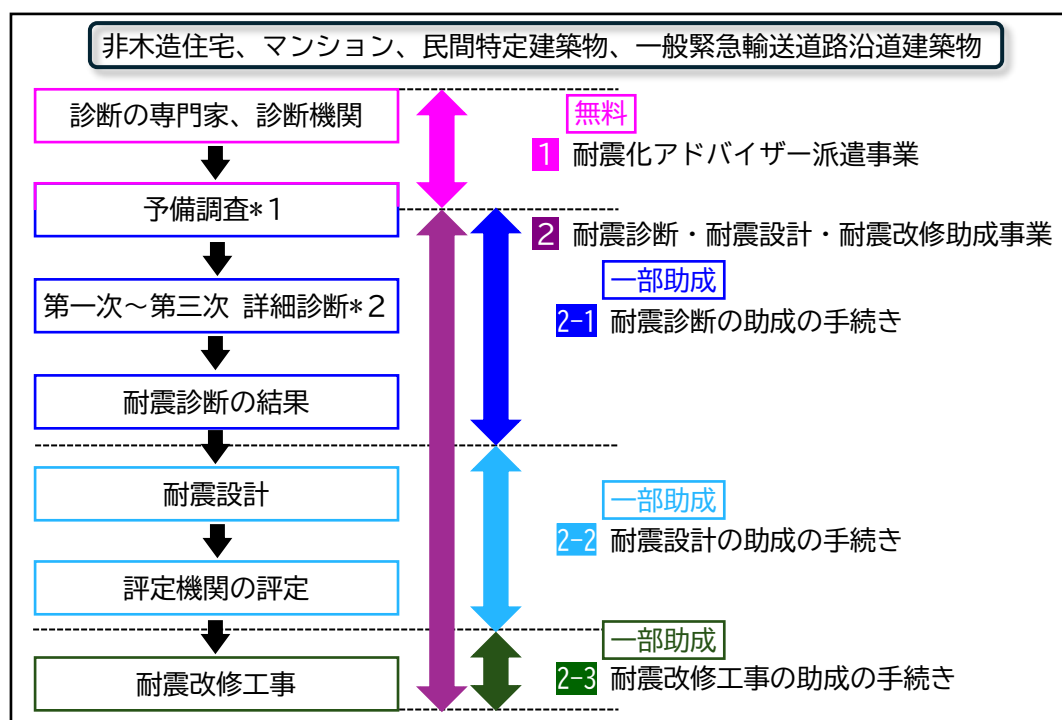 非木造住宅、マンション、民間特定建築物、一般緊急輸送道路沿道建築物
診断の専門家、診断機関
無料
1 耐震化アドバイザー派遣事業
予備調査*1
2 耐震診断・耐震設計・耐震改修助成事業
一部助成
第一次～第三次 詳細診断*2
2-1 耐震診断の助成の手続き
耐震診断の結果
耐震設計
一部助成
2-2 耐震設計の助成の手続き
評定機関の評定
一部助成
耐震改修工事
2-3 耐震改修工事の助成の手続き